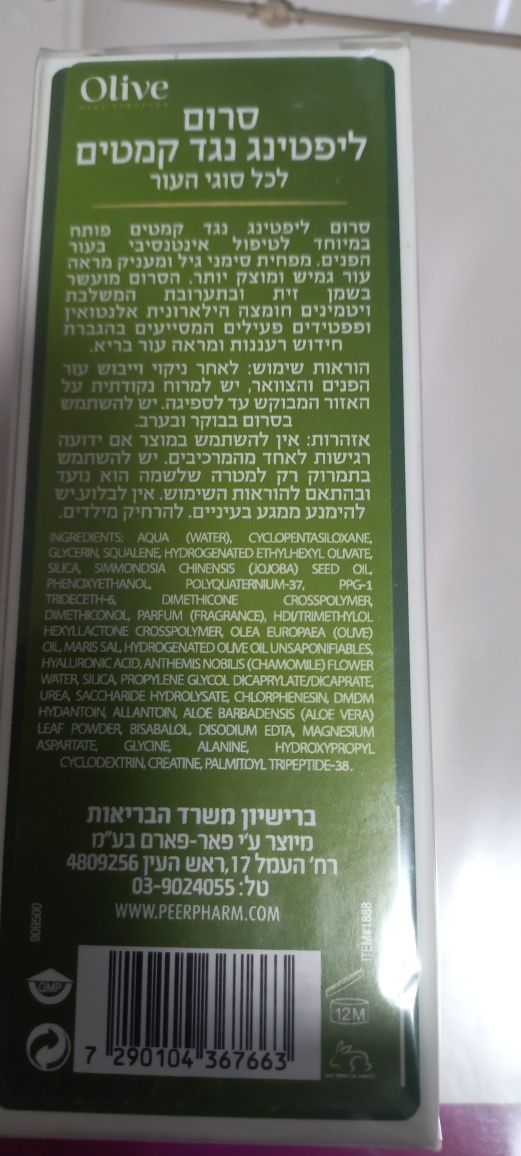 Olive
סרום
ליפטינג נגד קמטים
לכל סוגי העור
סרום ליפטינג נגד קמטים פותח
במיוחד לטיפול אינטנסיבי בעור
הפנים. מפחית סימני גיל ומעניק מראה
עור גמיש ומוצק יותר. הסרום מועשר
בשמן זית ובתערובת המשלבת
ויטמינים חומצה הילארונית אלנטואין
ופפטידים פעילים המסייעים בהגברת
חידוש רעננות ומראה עור בריא.
הוראות שימוש: לאחר ניקוי וייבוש עור
הפנים והצוואר, יש למרוח נקודתית על
האזור המבוקש עד לספיגה. יש להשתמש
בסרום בבוקר ובערב.
אזהרות: אין להשתמש במוצר אם ידועה
רגישות לאחד מהמרכיבים. יש להשתמש
בתמרוק רק למטרה שלשמה הוא נועד
ובהתאם להוראות השימוש. אין לבלוע.יש
להימנע ממגע בעיניים. להרחיק מילדים.
INGREDIENTS: AQUA (WATER), CYCLOPENTASILOXANE,
GLYCERIN, SQUALENE, HYDROGENATED ETHYLHEXYL OLIVATE,
SILICA, SIMMONDSIA CHINENSIS (JOJOBA) SEED OIL,
PHENOXYETHANOL, POLYQUATERNIUM-37, PPG-1
TRIDECETH-6, DIMETHICONE CROSSPOLYMER,
DIMETHICONOL, PARFUM (FRAGRANCE), HDI/TRIMETHYLOL
HEXYLLACTONE CROSSPOLYMER, OLEA EUROPAEA (OLIVE)
OIL, MARIS SAL, HYDROGENATED OLIVE OIL UNSAPONIFIABLES,
HYALURONIC ACID, ANTHEMIS NOBILIS (CHAMOMILE) FLOWER
WATER, SILICA, PROPYLENE GLYCOL DICAPRYLATE/DICAPRATE,
UREA, SACCHARIDE HYDROLYSATE, CHLORPHENESIN, DMDM
HYDANTOIN, ALLANTOIN, ALOE BARBADENSIS (ALOE VERA)
LEAF POWDER, BISABALOL, DISODIUM EDTA, MAGNESIUM
ASPARTATE, GLYCINE, ALANINE, HYDROXYPROPYL
CYCLODEXTRIN, CREATINE, PALMITOYL TRIPEPTIDE-38.
ברישיון משרד הבריאות
מיוצר ע״י פאר-פארם בע״מ
רח׳ העמל 17,ראש העין 4809256
טל: 03-9024055
WWW.PEERPHARM.COM
909500
ITEM#1888
GMP
12M
7 290104 367663